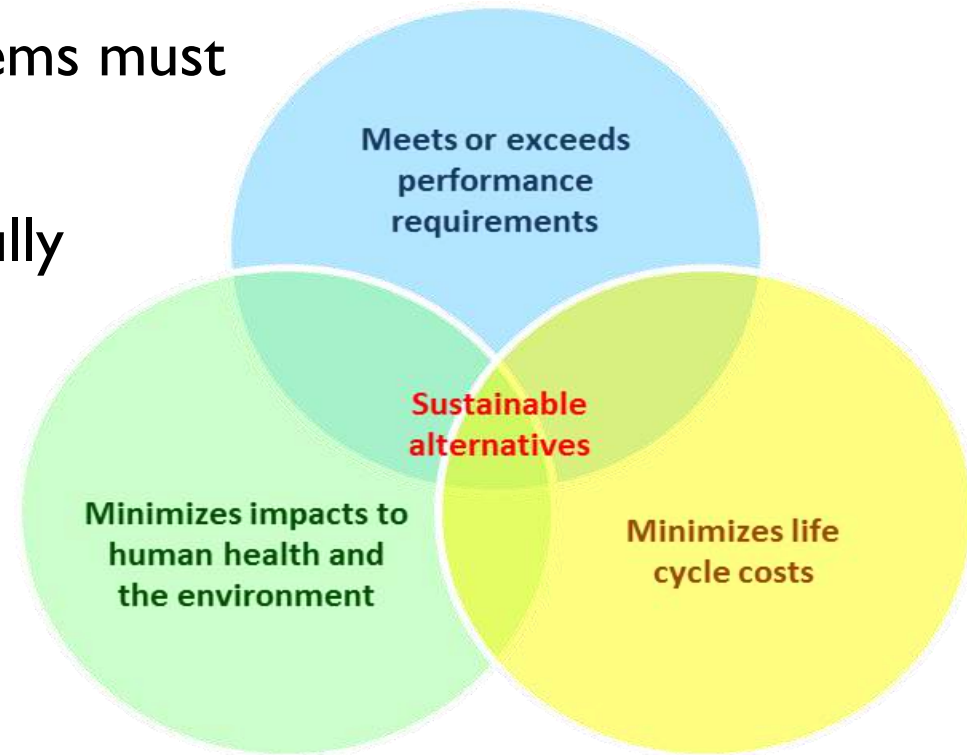 ems must
Meets or exceeds
performance
requirements
Sustainable
alternatives
Minimizes impacts to
human health and
the environment
Minimizes life
cycle costs